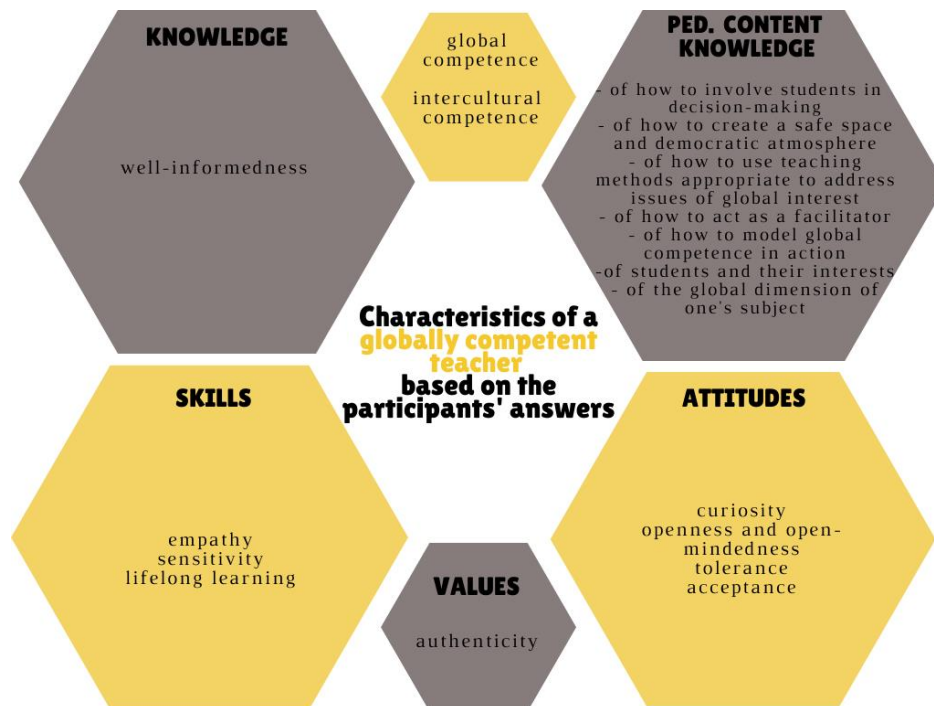 KNOWLEDGE
well-informedness
global
competence
intercultural
competence
PED. CONTENT
KNOWLEDGE
- of how to involve students in
decision-making
- of how to create a safe space
and democratic atmosphere
- of how to use teaching
methods appropriate to address
issues of global interest
- of how to act as a facilitator
- of how to model global
competence in action
-of students and their interests
- of the global dimension of
one's subject
Characteristics of a
globally competent
teacher
based on the
participants' answers
SKILLS
empathy
sensitivity
lifelong learning
VALUES
authenticity
ATTITUDES
curiosity
openness and open-
mindedness
tolerance
acceptance